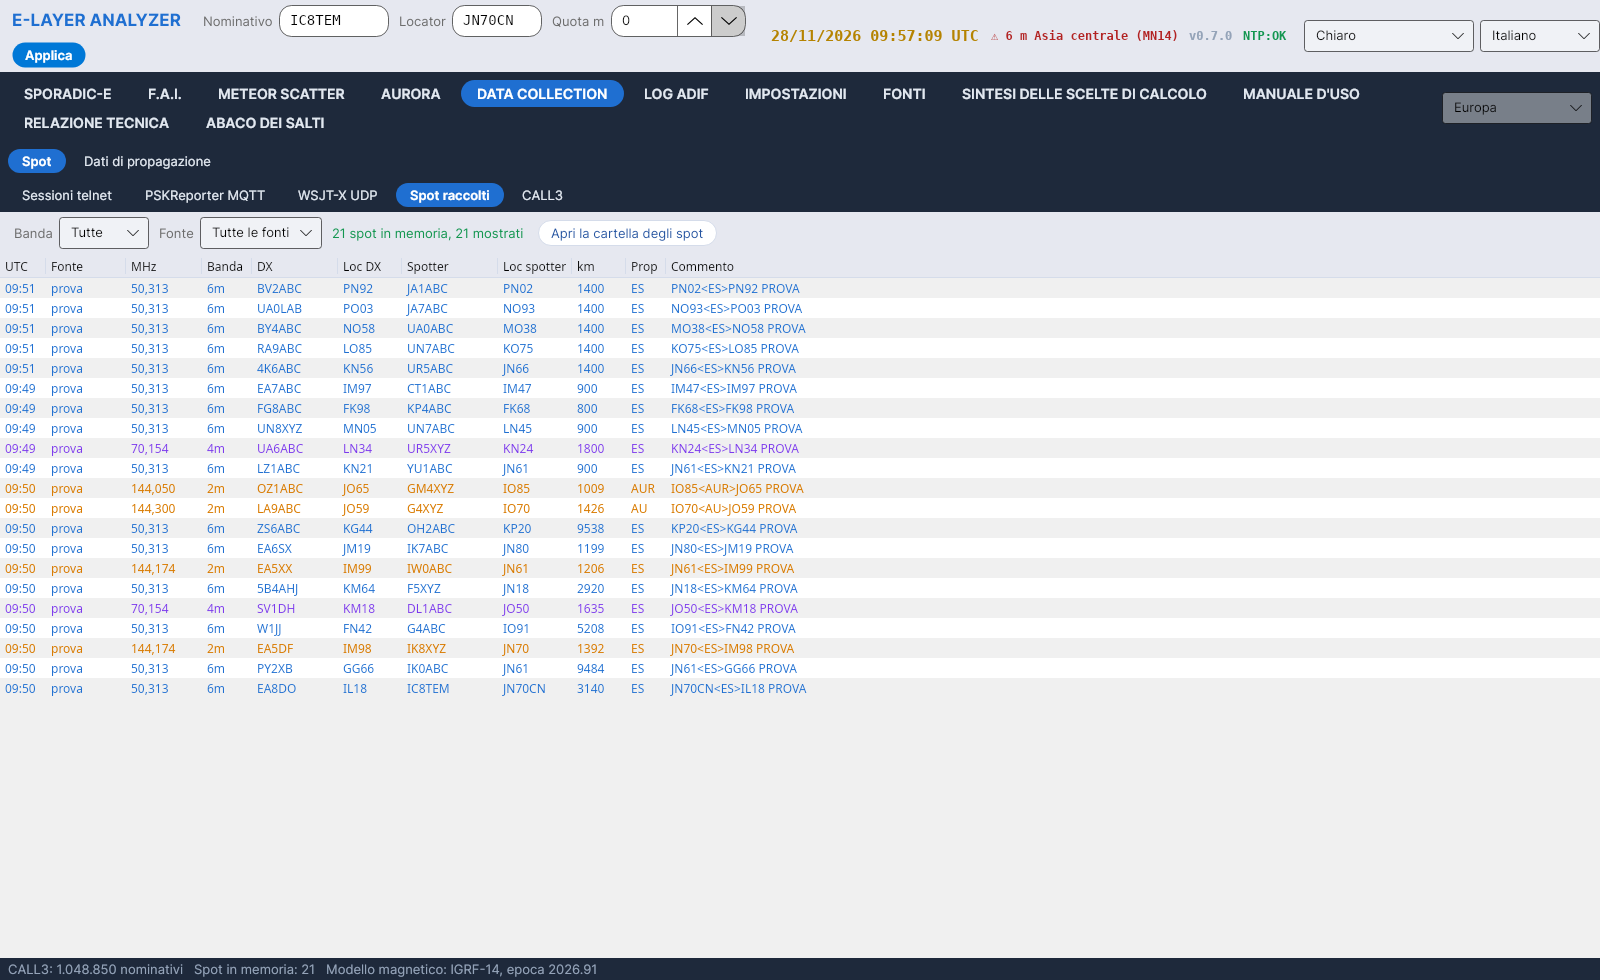 E-LAYER ANALYZER Nominativo IC8TEM Locator JN70CN Quota m 0
28/11/2026 09:57:09 UTC ⚠ 6 m Asia centrale (MN14) v0.7.0 NTP:OK Chiaro Italiano
Applica
SPORADIC-E F.A.I. METEOR SCATTER AURORA DATA COLLECTION LOG ADIF IMPOSTAZIONI FONTI SINTESI DELLE SCELTE DI CALCOLO MANUALE D'USO
Europa
RELAZIONE TECNICA ABACO DEI SALTI
Spot Dati di propagazione
Sessioni telnet PSKReporter MQTT WSJT-X UDP Spot raccolti CALL3
Banda Tutte Fonte Tutte le fonti 21 spot in memoria, 21 mostrati Apri la cartella degli spot
UTC Fonte MHz Banda DX Loc DX Spotter Loc spotter km Prop Commento
09:51 prova 50,313 6m BV2ABC PN92 JA1ABC PN02 1400 ES PN02<ES>PN92 PROVA
09:51 prova 50,313 6m UA0LAB PO03 JA7ABC NO93 1400 ES NO93<ES>PO03 PROVA
09:51 prova 50,313 6m BY4ABC NO58 UA0ABC MO38 1400 ES MO38<ES>NO58 PROVA
09:51 prova 50,313 6m RA9ABC LO85 UN7ABC KO75 1400 ES KO75<ES>LO85 PROVA
09:51 prova 50,313 6m 4K6ABC KN56 UR5ABC JN66 1400 ES JN66<ES>KN56 PROVA
09:49 prova 50,313 6m EA7ABC IM97 CT1ABC IM47 900 ES IM47<ES>IM97 PROVA
09:49 prova 50,313 6m FG8ABC FK98 KP4ABC FK68 800 ES FK68<ES>FK98 PROVA
09:49 prova 50,313 6m UN8XYZ MN05 UN7ABC LN45 900 ES LN45<ES>MN05 PROVA
09:49 prova 70,154 4m UA6ABC LN34 UR5XYZ KN24 1800 ES KN24<ES>LN34 PROVA
09:49 prova 50,313 6m LZ1ABC KN21 YU1ABC JN61 900 ES JN61<ES>KN21 PROVA
09:50 prova 144,050 2m OZ1ABC JO65 GM4XYZ IO85 1009 AUR IO85<AUR>JO65 PROVA
09:50 prova 144,300 2m LA9ABC JO59 G4XYZ IO70 1426 AU IO70<AU>JO59 PROVA
09:50 prova 50,313 6m ZS6ABC KG44 OH2ABC KP20 9538 ES KP20<ES>KG44 PROVA
09:50 prova 50,313 6m EA6SX JM19 IK7ABC JN80 1199 ES JN80<ES>JM19 PROVA
09:50 prova 144,174 2m EA5XX IM99 IW0ABC JN61 1206 ES JN61<ES>IM99 PROVA
09:50 prova 50,313 6m 5B4AHJ KM64 F5XYZ JN18 2920 ES JN18<ES>KM64 PROVA
09:50 prova 70,154 4m SV1DH KM18 DL1ABC JO50 1635 ES JO50<ES>KM18 PROVA
09:50 prova 50,313 6m W1JJ FN42 G4ABC IO91 5208 ES IO91<ES>FN42 PROVA
09:50 prova 144,174 2m EA5DF IM98 IK8XYZ JN70 1392 ES JN70<ES>IM98 PROVA
09:50 prova 50,313 6m PY2XB GG66 IK0ABC JN61 9484 ES JN61<ES>GG66 PROVA
09:50 prova 50,313 6m EA8DO IL18 IC8TEM JN70CN 3140 ES JN70CN<ES>IL18 PROVA
CALL3: 1.048.850 nominativi Spot in memoria: 21 Modello magnetico: IGRF-14, epoca 2026.91